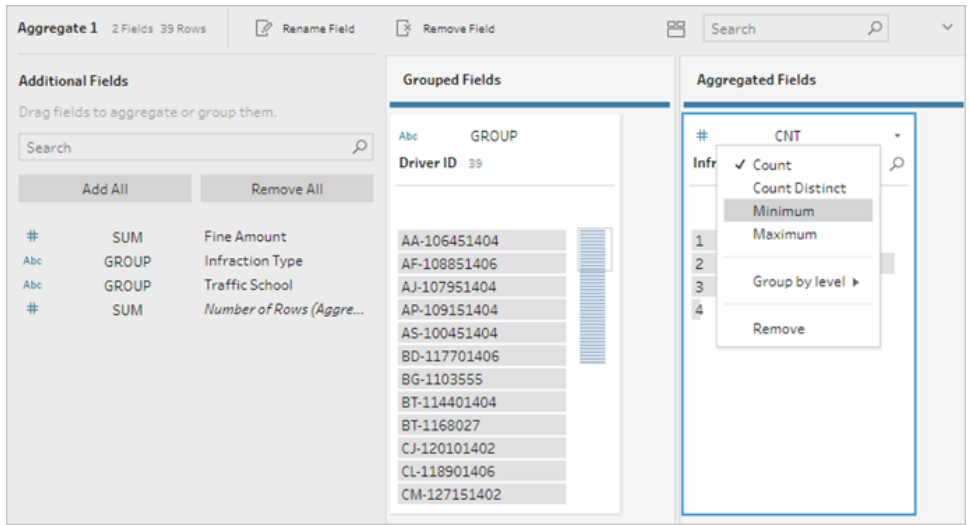 Aggregate 1 2 Fields 39 Rows Rename Field Remove Field Search
Additional Fields
Drag fields to aggregate or group them.
Search
Add All Remove All
# SUM Fine Amount
Abc GROUP Infraction Type
Abc GROUP Traffic School
# SUM Number of Rows (Aggre...
Grouped Fields
Abc GROUP
Driver ID 39
AA-106451404
AF-108851406
AJ-107951404
AP-109151404
AS-100451404
BD-117701406
BG-1103555
BT-114401404
BT-1168027
CJ-120101402
CL-118901406
CM-127151402
Aggregated Fields
# CNT
Infr
✓ Count
Count Distinct
Minimum
Maximum
Group by level
Remove
1
2
3
4